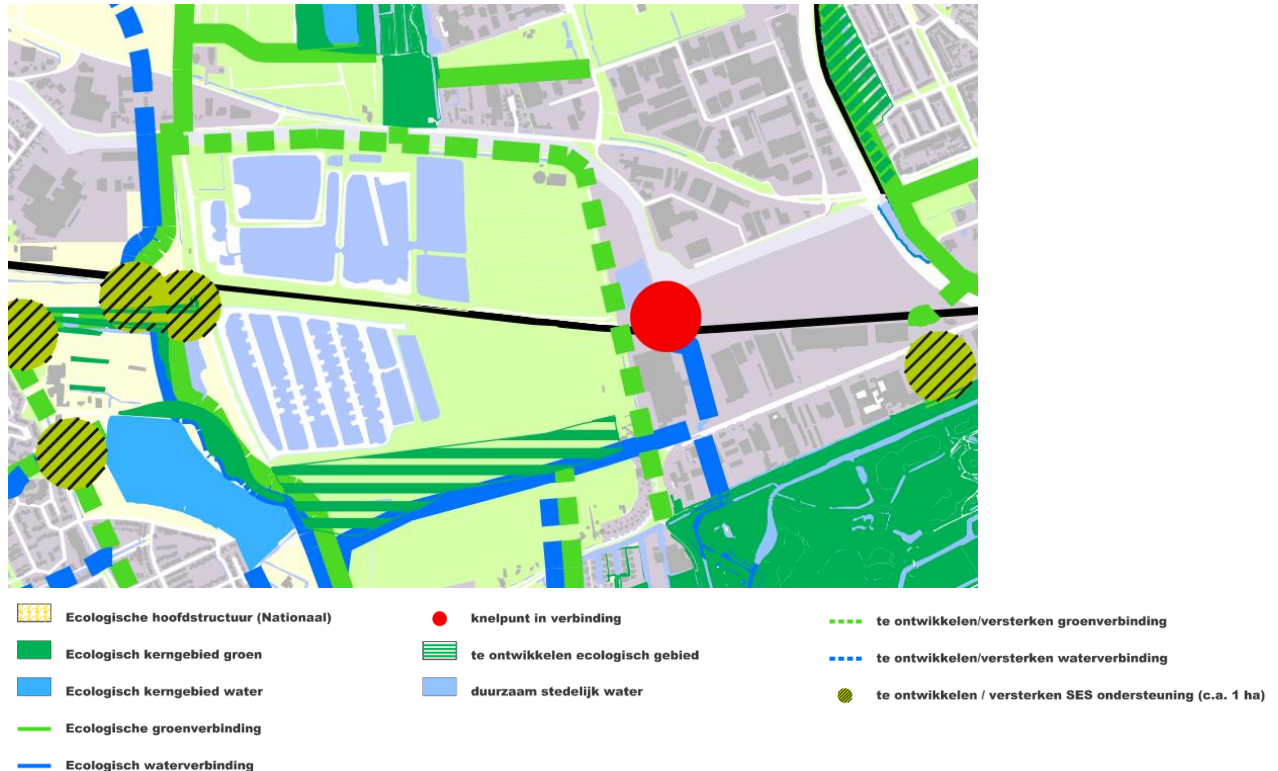 Ecologische hoofdstructuur (Nationaal)
Ecologisch kerngebied groen
Ecologisch kerngebied water
Ecologische groenverbinding
Ecologisch waterverbinding
knelpunt in verbinding
te ontwikkelen ecologisch gebied
duurzaam stedelijk water
te ontwikkelen/versterken groenverbinding
te ontwikkelen/versterken waterverbinding
te ontwikkelen / versterken SES ondersteuning (c.a. 1 ha)